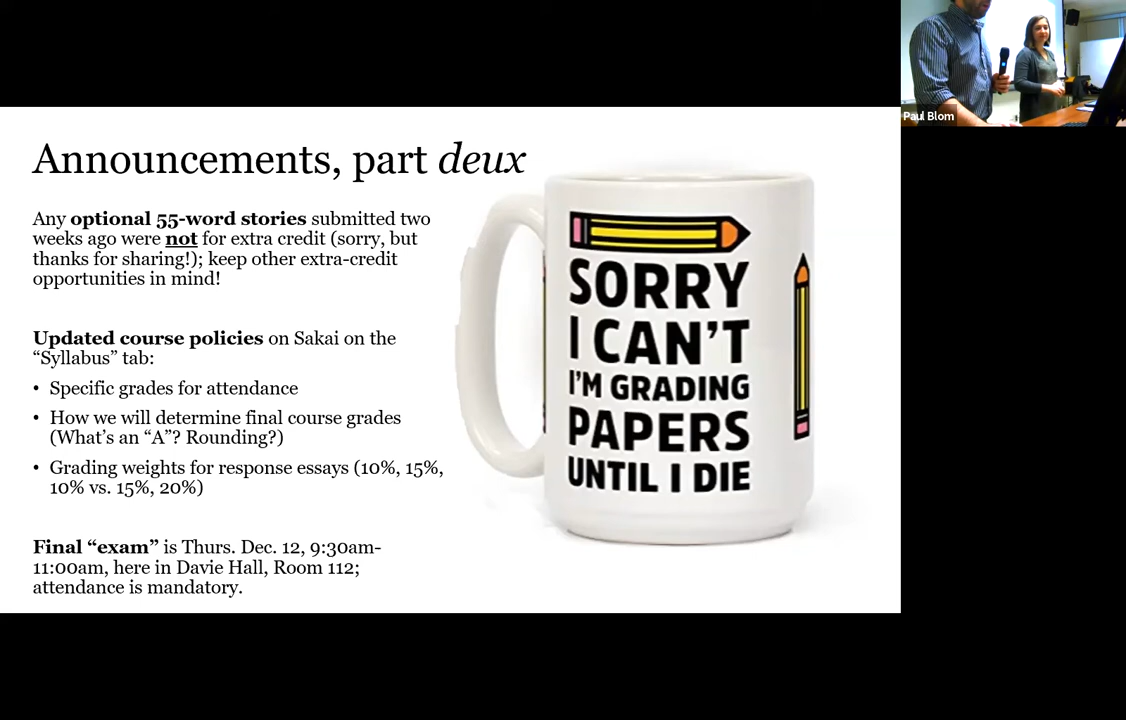 Paul Blom
Announcements, part deux
Any optional 55-word stories submitted two
weeks ago were not for extra credit (sorry, but
thanks for sharing!); keep other extra-credit
opportunities in mind!
Updated course policies on Sakai on the
“Syllabus” tab:
• Specific grades for attendance
• How we will determine final course grades
(What’s an “A”? Rounding?)
• Grading weights for response essays (10%, 15%,
10% vs. 15%, 20%)
Final “exam” is Thurs. Dec. 12, 9:30am-
11:00am, here in Davie Hall, Room 112;
attendance is mandatory.
SORRY
I CAN’T
I’M GRADING
PAPERS
UNTIL I DIE